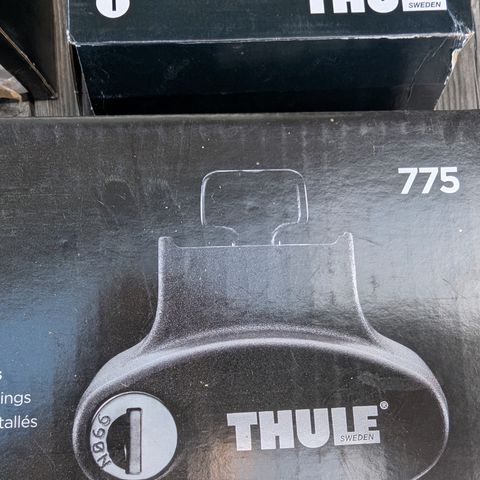 THULE
SWEDEN
775
ings
tallés
THULE®
SWEDEN
N066